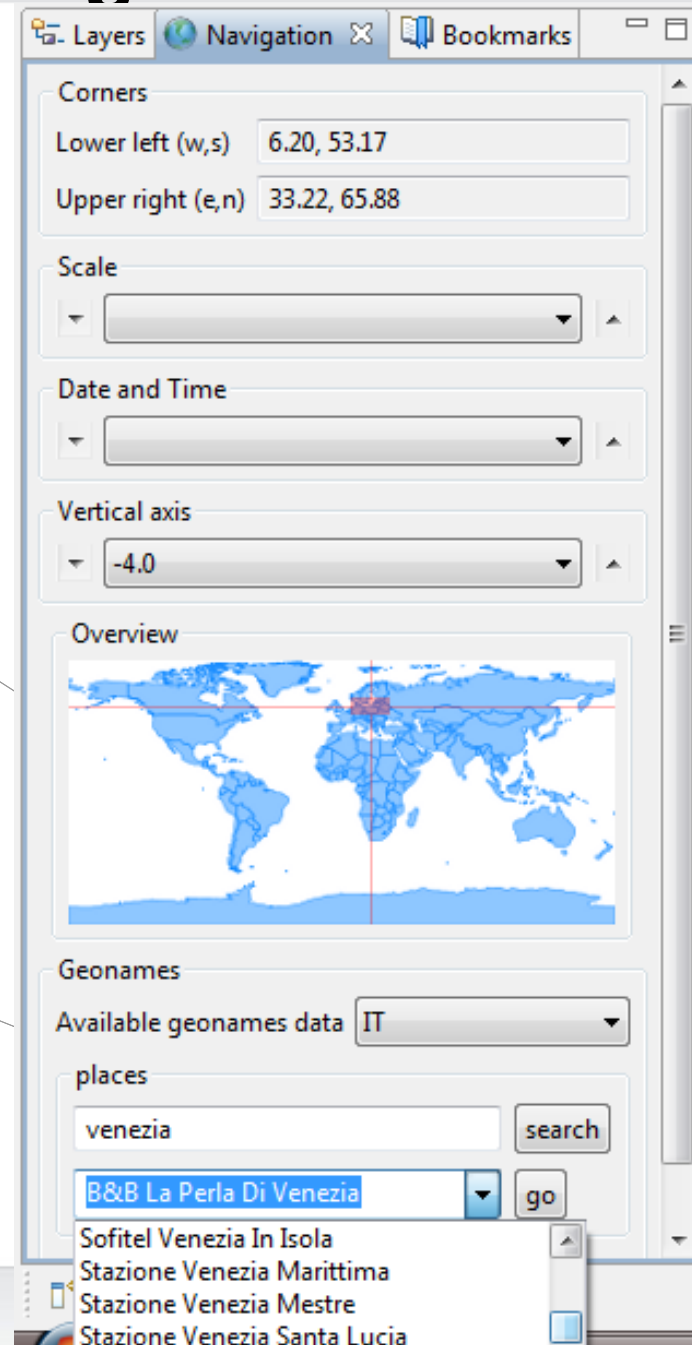 Layers Navigation Bookmarks
Corners
Lower left (w,s) 6.20, 53.17
Upper right (e,n) 33.22, 65.88
Scale
Date and Time
Vertical axis
-4.0
Overview
Geonames
Available geonames data IT
places
venezia search
B&B La Perla Di Venezia go
Sofitel Venezia In Isola
Stazione Venezia Marittima
Stazione Venezia Mestre
Stazione Venezia Santa Lucia